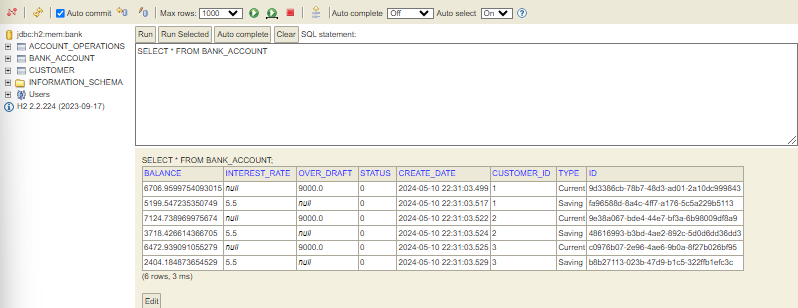 Auto commit Max rows: 1000 Auto complete Off Auto select On ?
jdbc:h2:mem:bank
Run Run Selected Auto complete Clear SQL statement:
ACCOUNT_OPERATIONS
BANK_ACCOUNT
CUSTOMER
INFORMATION_SCHEMA
Users
H2 2.2.224 (2023-09-17)
SELECT * FROM BANK_ACCOUNT
SELECT * FROM BANK_ACCOUNT;
BALANCE INTEREST_RATE OVER_DRAFT STATUS CREATE_DATE CUSTOMER_ID TYPE ID
6706.9599754093015 null 9000.0 0 2024-05-10 22:31:03.499 1 Current 9d3386cb-78b7-48d3-ad01-2a10dc999843
5199.547235350749 5.5 null 0 2024-05-10 22:31:03.517 1 Saving fa96588d-8a4c-4ff7-a176-5c5a229b5113
7124.738969975674 null 9000.0 0 2024-05-10 22:31:03.522 2 Current 9e38a067-bde4-44e7-bf3a-6b98009df8a9
3718.426614366705 5.5 null 0 2024-05-10 22:31:03.524 2 Saving 48616993-b3bd-4ae2-892c-5d0d6dd36dd3
6472.939091055279 null 9000.0 0 2024-05-10 22:31:03.525 3 Current c0976b07-2e96-4ae6-9b0a-8f27b026bf95
2404.184873654529 5.5 null 0 2024-05-10 22:31:03.529 3 Saving b8b27113-023b-47d9-b1c5-322ffb1efc3c
(6 rows, 3 ms)
Edit